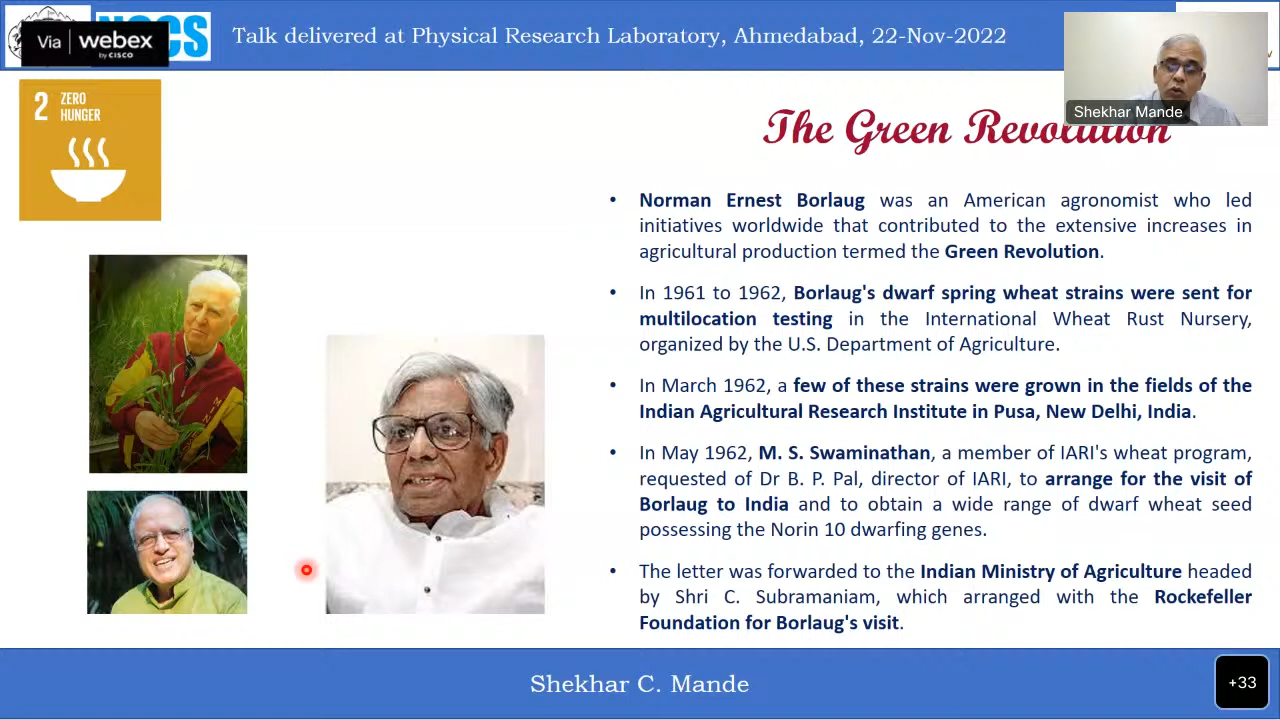 Via webex
by CISCO
CS
Talk delivered at Physical Research Laboratory, Ahmedabad, 22-Nov-2022
Shekhar Mande
2 ZERO
HUNGER
The Green Revolution
• Norman Ernest Borlaug was an American agronomist who led
initiatives worldwide that contributed to the extensive increases in
agricultural production termed the Green Revolution.
• In 1961 to 1962, Borlaug's dwarf spring wheat strains were sent for
multilocation testing in the International Wheat Rust Nursery,
organized by the U.S. Department of Agriculture.
• In March 1962, a few of these strains were grown in the fields of the
Indian Agricultural Research Institute in Pusa, New Delhi, India.
• In May 1962, M. S. Swaminathan, a member of IARI's wheat program,
requested of Dr B. P. Pal, director of IARI, to arrange for the visit of
Borlaug to India and to obtain a wide range of dwarf wheat seed
possessing the Norin 10 dwarfing genes.
• The letter was forwarded to the Indian Ministry of Agriculture headed
by Shri C. Subramaniam, which arranged with the Rockefeller
Foundation for Borlaug's visit.
Shekhar C. Mande
+33